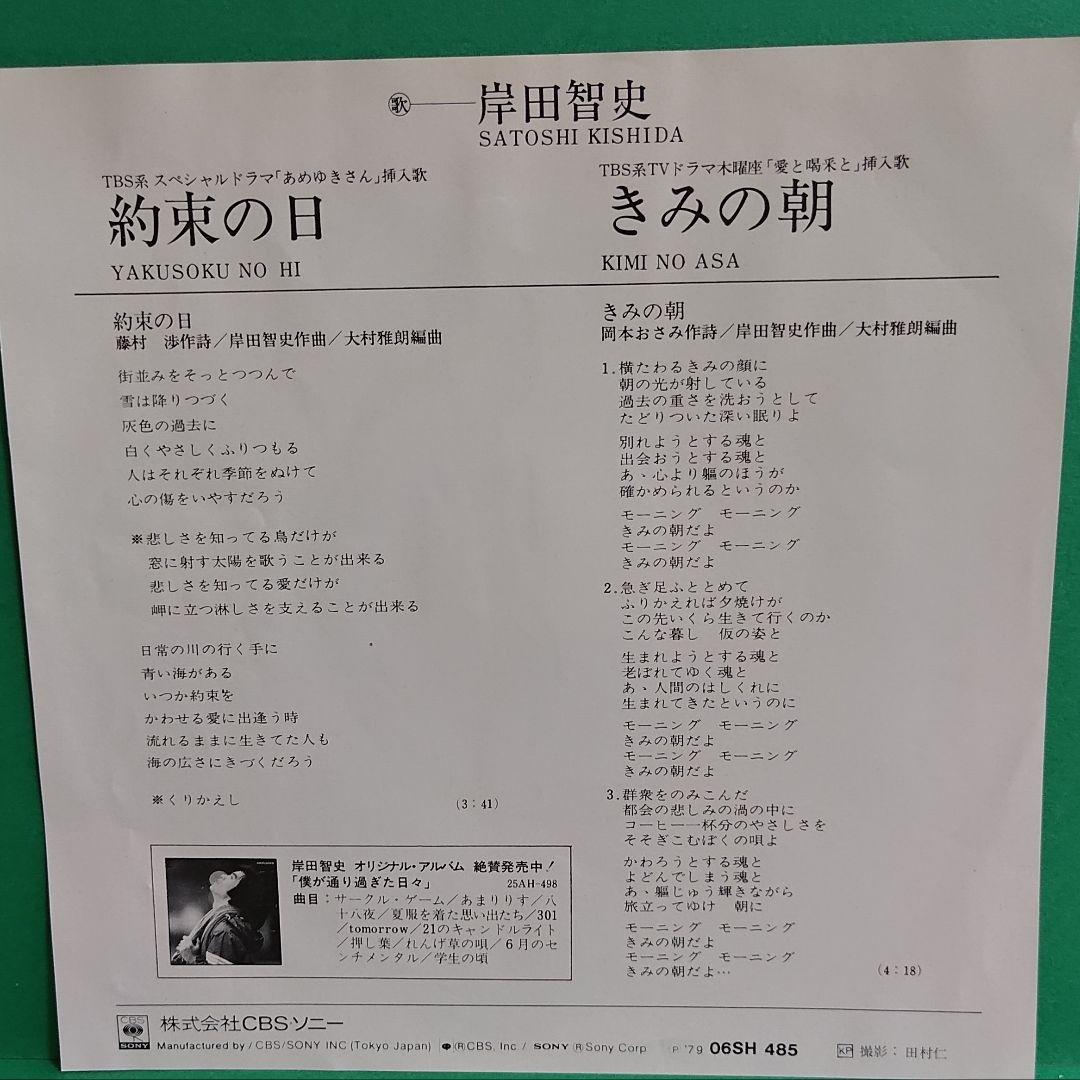 歌 岸田智史
SATOSHI KISHIDA
TBS系 スペシャルドラマ「あめゆきさん」挿入歌
約束の日
YAKUSOKU NO HI
TBS系TVドラマ木曜座「愛と喝采と」挿入歌
きみの朝
KIMI NO ASA
約束の日
藤村 渉作詩/岸田智史作曲/大村雅朗編曲
街並みをそっとつつんで
雪は降りつづく
灰色の過去に
白くやさしくふりつもる
人はそれぞれ季節をぬけて
心の傷をいやすだろう
※悲しさを知ってる鳥だけが
窓に射す太陽を歌うことが出来る
悲しさを知ってる愛だけが
岬に立つ淋しさを支えることが出来る
日常の川の行く手に
青い海がある
いつか約束を
かわせる愛に出逢う時
流れるままに生きてた人も
海の広さにきづくだろう
※くりかえし (3:41)
岸田智史 オリジナル・アルバム 絶賛発売中!
「僕が通り過ぎた日々」 25AH-498
曲目:サークル・ゲーム/あまりりす/八
十八夜/夏服を着た思い出たち/301
/tomorrow/21のキャンドルライト
/押し葉/れんげ草の唄/6月のセ
ンチメンタル/学生の頃
きみの朝
岡本おさみ作詩/岸田智史作曲/大村雅朗編曲
1.横たわるきみの顔に
朝の光が射している
過去の重さを洗おうとして
たどりついた深い眠りよ
別れようとする魂と
出会おうとする魂と
あゝ心より軀のほうが
確かめられるというのか
モーニング モーニング
きみの朝だよ
モーニング モーニング
きみの朝だよ
2.急ぎ足ふととめて
ふりかえれば夕焼けが
この先いくら生きて行くのか
こんな暮し 仮の姿と
生まれようとする魂と
老ぼれてゆく魂と
あゝ人間のはしくれに
生まれてきたというのに
モーニング モーニング
きみの朝だよ
モーニング モーニング
きみの朝だよ
3.群衆をのみこんだ
都会の悲しみの渦の中に
コーヒー一杯分のやさしさを
そそぎこむぼくの唄よ
かわろうとする魂と
よどんでしまう魂と
あゝ軀じゅう輝きながら
旅立ってゆけ 朝に
モーニング モーニング
きみの朝だよ
モーニング モーニング
きみの朝だよ… (4:18)
CBS
SONY
株式会社CBS・ソニー
Manufactured by / CBS/SONY INC (Tokyo Japan) ®CBS, Inc. / SONY ®Sony Corp ℗ '79 06SH 485 KP 撮影:田村仁